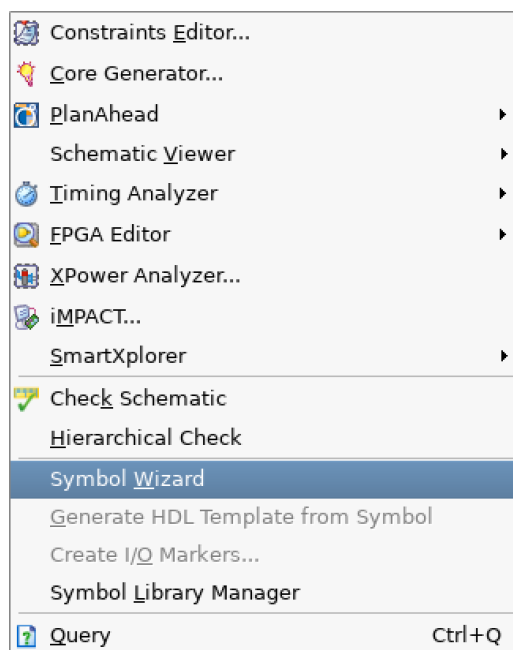 Constraints Editor...
Core Generator...
PlanAhead
Schematic Viewer
Timing Analyzer
FPGA Editor
XPower Analyzer...
iMPACT...
SmartXplorer
Check Schematic
Hierarchical Check
Symbol Wizard
Generate HDL Template from Symbol
Create I/O Markers...
Symbol Library Manager
Query Ctrl+Q